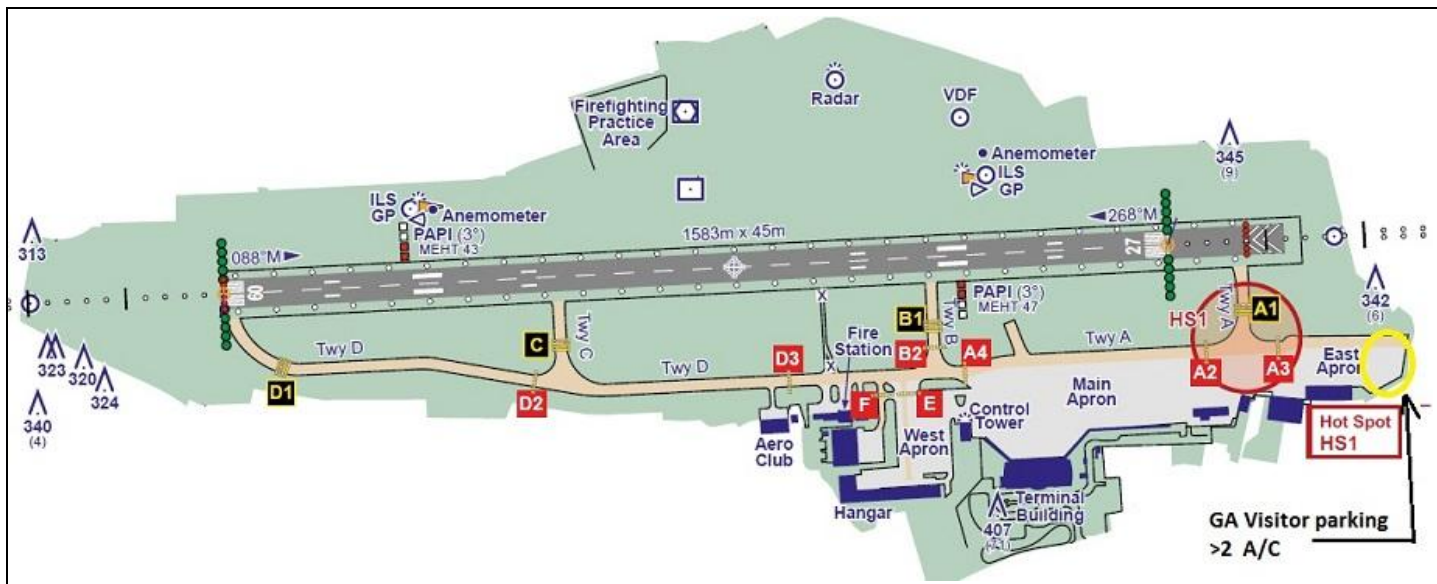 Radar
VDF
Firefighting
Practice
Area
Anemometer
ILS
GP
345
(9)
ILS
GP
Anemometer
PAPI (3°)
MEHT 43
313
088°M
1583m x 45m
268°M
27
09
342
(6)
PAPI (3°)
MEHT 47
HS1
A1
Twy A
B1
Twy B
X
Fire
Station
C
Twy C
Twy D
Twy D
D3
X
B2
A4
Twy A
A2
A3
East
Apron
323
320
324
D1
D2
340
(4)
F
E
Main
Apron
Control
Tower
West
Apron
Aero
Club
Hot Spot
HS1
Hangar
Terminal
Building
407
GA Visitor parking
>2 A/C